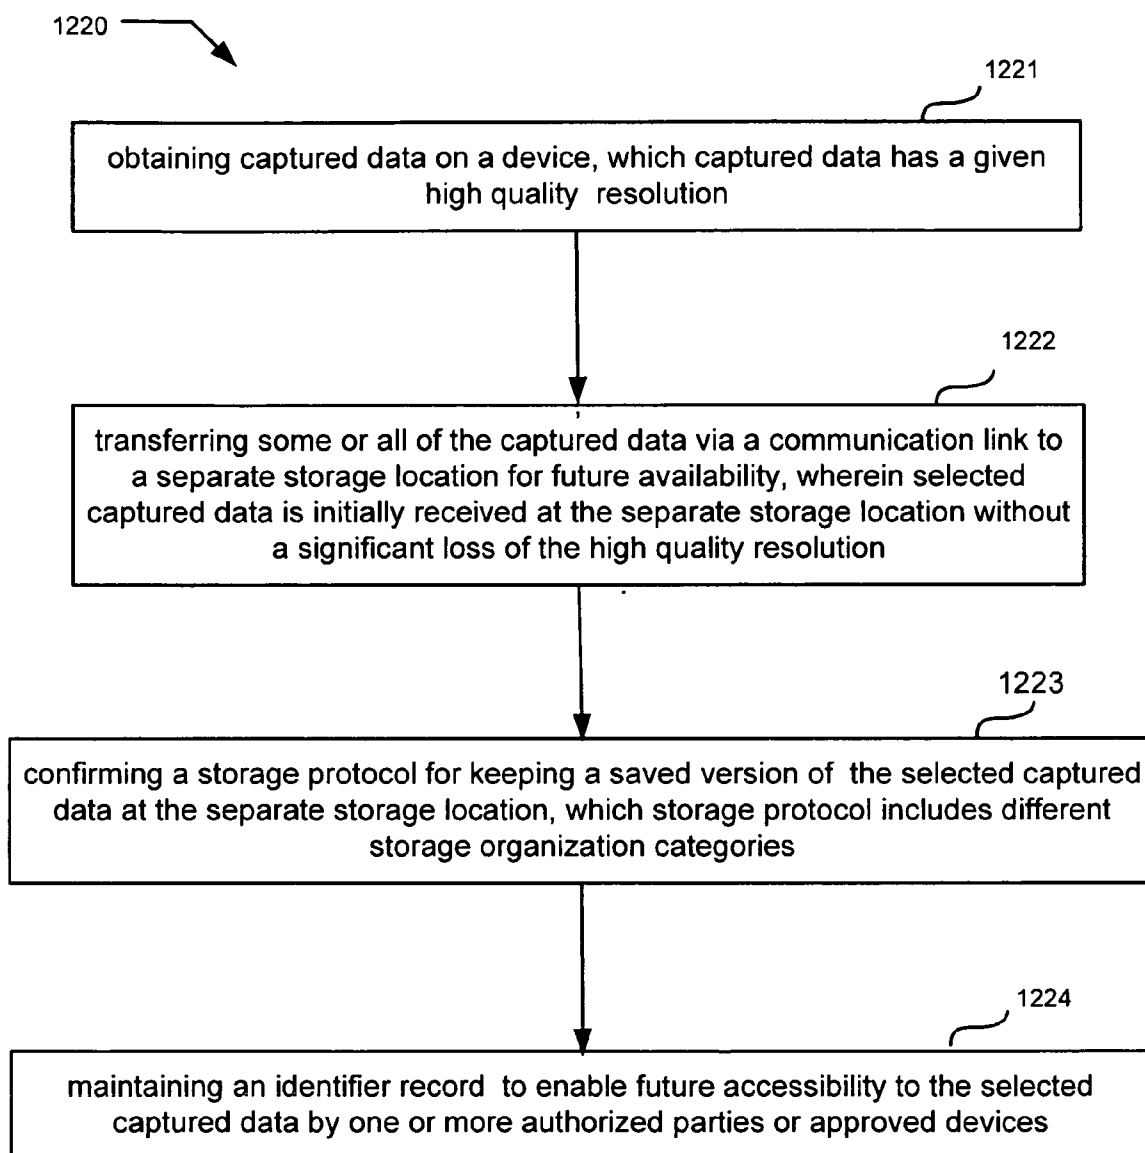 1220
1221
obtaining captured data on a device, which captured data has a given
high quality resolution
1222
transferring some or all of the captured data via a communication link to
a separate storage location for future availability, wherein selected
captured data is initially received at the separate storage location without
a significant loss of the high quality resolution
1223
confirming a storage protocol for keeping a saved version of the selected captured
data at the separate storage location, which storage protocol includes different
storage organization categories
1224
maintaining an identifer record to enable future accessibility to the selected
captured data by one or more authorized parties or approved devices